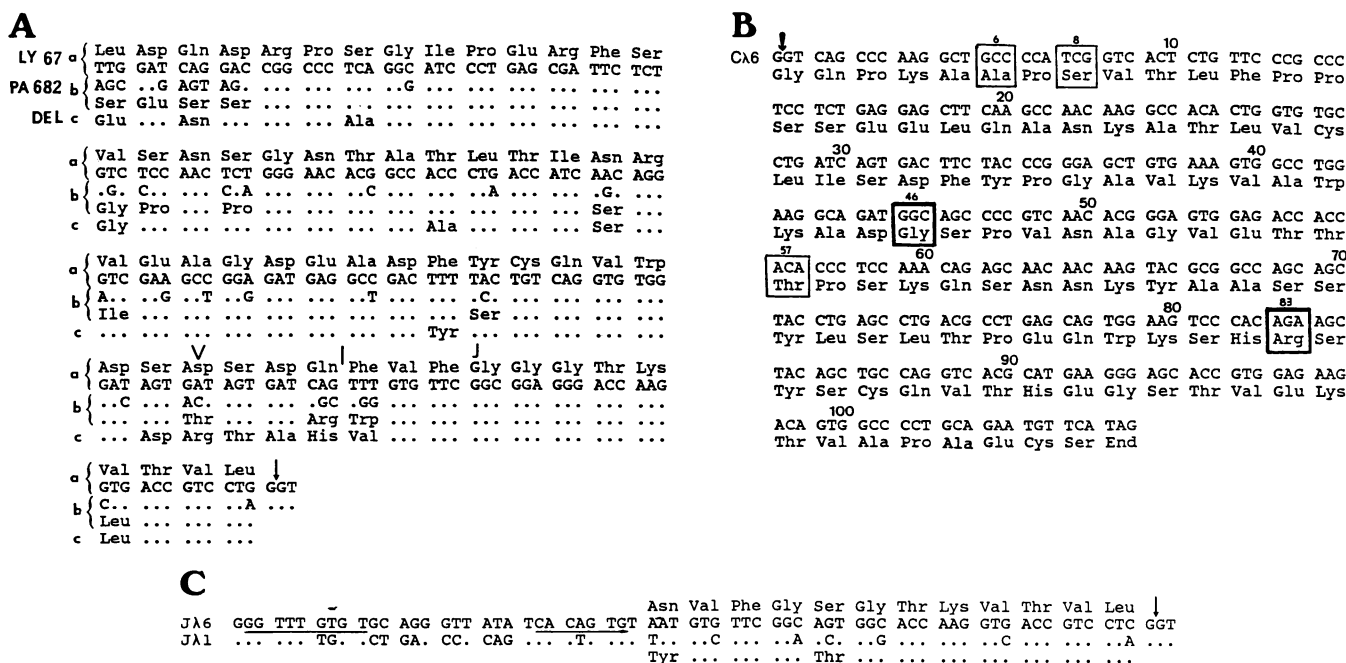 A
Leu Asp Gln Asp Arg Pro Ser Gly Ile Pro Glu Arg Phe Ser
LY 67 a TTG GAT CAG GAC CGG CCC TCA GGC ATC CCT GAG CGA TTC TCT
PA 682 b AGC ..G AGT AG. ... ... ... ..G ... ... ... ... ... ...
Ser Glu Ser Ser ... ... ... ... ... ... ... ... ... ...
DEL c Glu ... Asn ... ... ... Ala ... ... ... ... ... ... ...
Val Ser Asn Ser Gly Asn Thr Ala Thr Leu Thr Ile Asn Arg
a GTC TCC AAC TCT GGG AAC ACG GCC ACC CTG ACC ATC AAC AGG
b .G. C.. ... C.A ... ... ..C ... ... ..A ... ... .G. ...
Gly Pro ... Pro ... ... ... ... ... ... ... ... Ser ...
c Gly ... ... ... ... ... ... ... Ala ... ... ... Ser ...
Val Glu Ala Gly Asp Glu Ala Asp Phe Tyr Cys Gln Val Trp
a GTC GAA GCC GGA GAT GAG GCC GAC TTT TAC TGT CAG GTG TGG
b A.. ..G ..T ..G ... ... ..T ... ... .C. ... ... ... ...
Ile ... ... ... ... ... ... ... ... Ser ... ... ... ...
c ... ... ... ... ... ... ... ... Tyr ... ... ... ... ...
V J
Asp Ser Asp Ser Asp Gln Phe Val Phe Gly Gly Gly Thr Lys
a GAT AGT GAT AGT GAT CAG TTT GTG TTC GGC GGA GGG ACC AAG
b ..C ... AC. ... ... .GC .GG ... ... ... ... ... ... ...
... ... Thr ... ... Arg Trp ... ... ... ... ... ... ...
c ... Asp Arg Thr Ala His Val ... ... ... ... ... ... ...
Val Thr Val Leu
a GTG ACC GTC CTG GGT
b C.. ... ... ..A ...
Leu ... ... ...
c Leu ... ... ...
B
6 8 10
Cλ6 GGT CAG CCC AAG GCT GCC CCA TCG GTC ACT CTG TTC CCG CCC
Gly Gln Pro Lys Ala Ala Pro Ser Val Thr Leu Phe Pro Pro
20
TCC TCT GAG GAG CTT CAA GCC AAC AAG GCC ACA CTG GTG TGC
Ser Ser Glu Glu Leu Gln Ala Asn Lys Ala Thr Leu Val Cys
30 40
CTG ATC AGT GAC TTC TAC CCG GGA GCT GTG AAA GTG GCC TGG
Leu Ile Ser Asp Phe Tyr Pro Gly Ala Val Lys Val Ala Trp
46 50
AAG GCA GAT GGC AGC CCC GTC AAC ACG GGA GTG GAG ACC ACC
Lys Ala Asp Gly Ser Pro Val Asn Ala Gly Val Glu Thr Thr
57 60 70
ACA CCC TCC AAA CAG AGC AAC AAC AAG TAC GCG GCC AGC AGC
Thr Pro Ser Lys Gln Ser Asn Asn Lys Tyr Ala Ala Ser Ser
80 83
TAC CTG AGC CTG ACG CCT GAG CAG TGG AAG TCC CAC AGA AGC
Tyr Leu Ser Leu Thr Pro Glu Gln Trp Lys Ser His Arg Ser
90
TAC AGC TGC CAG GTC ACG CAT GAA GGG AGC ACC GTG GAG AAG
Tyr Ser Cys Gln Val Thr His Glu Gly Ser Thr Val Glu Lys
100
ACA GTG GCC CCT GCA GAA TGT TCA TAG
Thr Val Ala Pro Ala Glu Cys Ser End
C
Asn Val Phe Gly Ser Gly Thr Lys Val Thr Val Leu
Jλ6 GGG TTT GTG TGC AGG GTT ATA TCA CAG TGT AAT GTG TTC GGC AGT GGC ACC AAG GTG ACC GTC CTC GGT
Jλ1 ... ... TG. .CT GA. CC. CAG ... .T. ... T.. ..C ... ..A .C. ..G ... ... ..C ... ... ..A ...
Tyr ... ... ... Thr ... ... ... ... ... ... ...